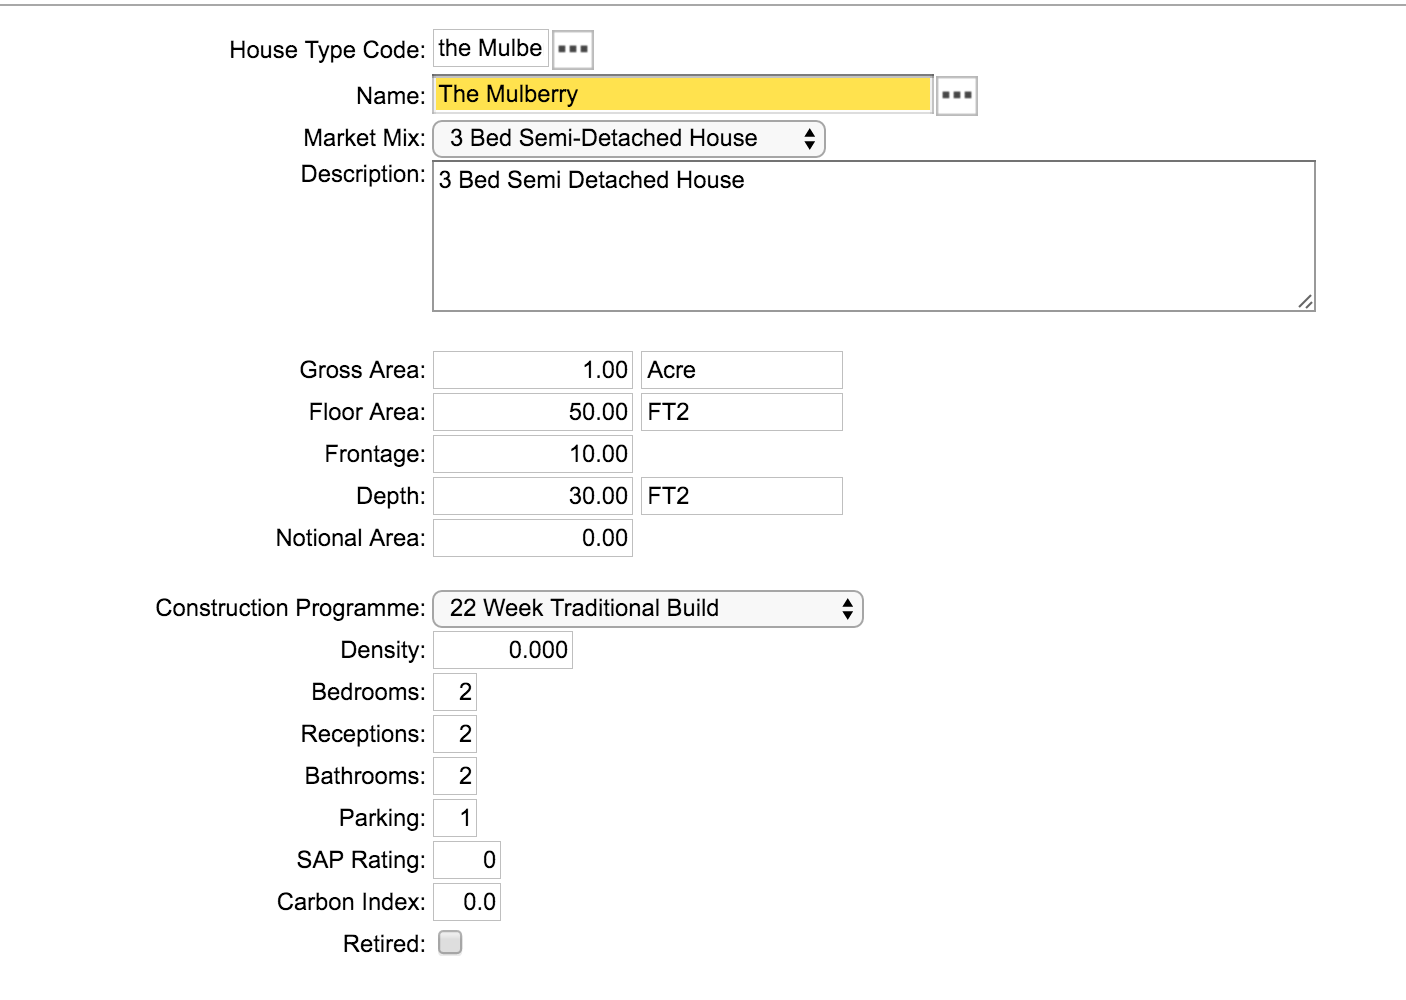 House Type Code: the Mulbe
Name: The Mulberry
Market Mix: 3 Bed Semi-Detached House
Description: 3 Bed Semi Detached House
Gross Area: 1.00 Acre
Floor Area: 50.00 FT2
Frontage: 10.00
Depth: 30.00 FT2
Notional Area: 0.00
Construction Programme: 22 Week Traditional Build
Density: 0.000
Bedrooms: 2
Receptions: 2
Bathrooms: 2
Parking: 1
SAP Rating: 0
Carbon Index: 0.0
Retired: